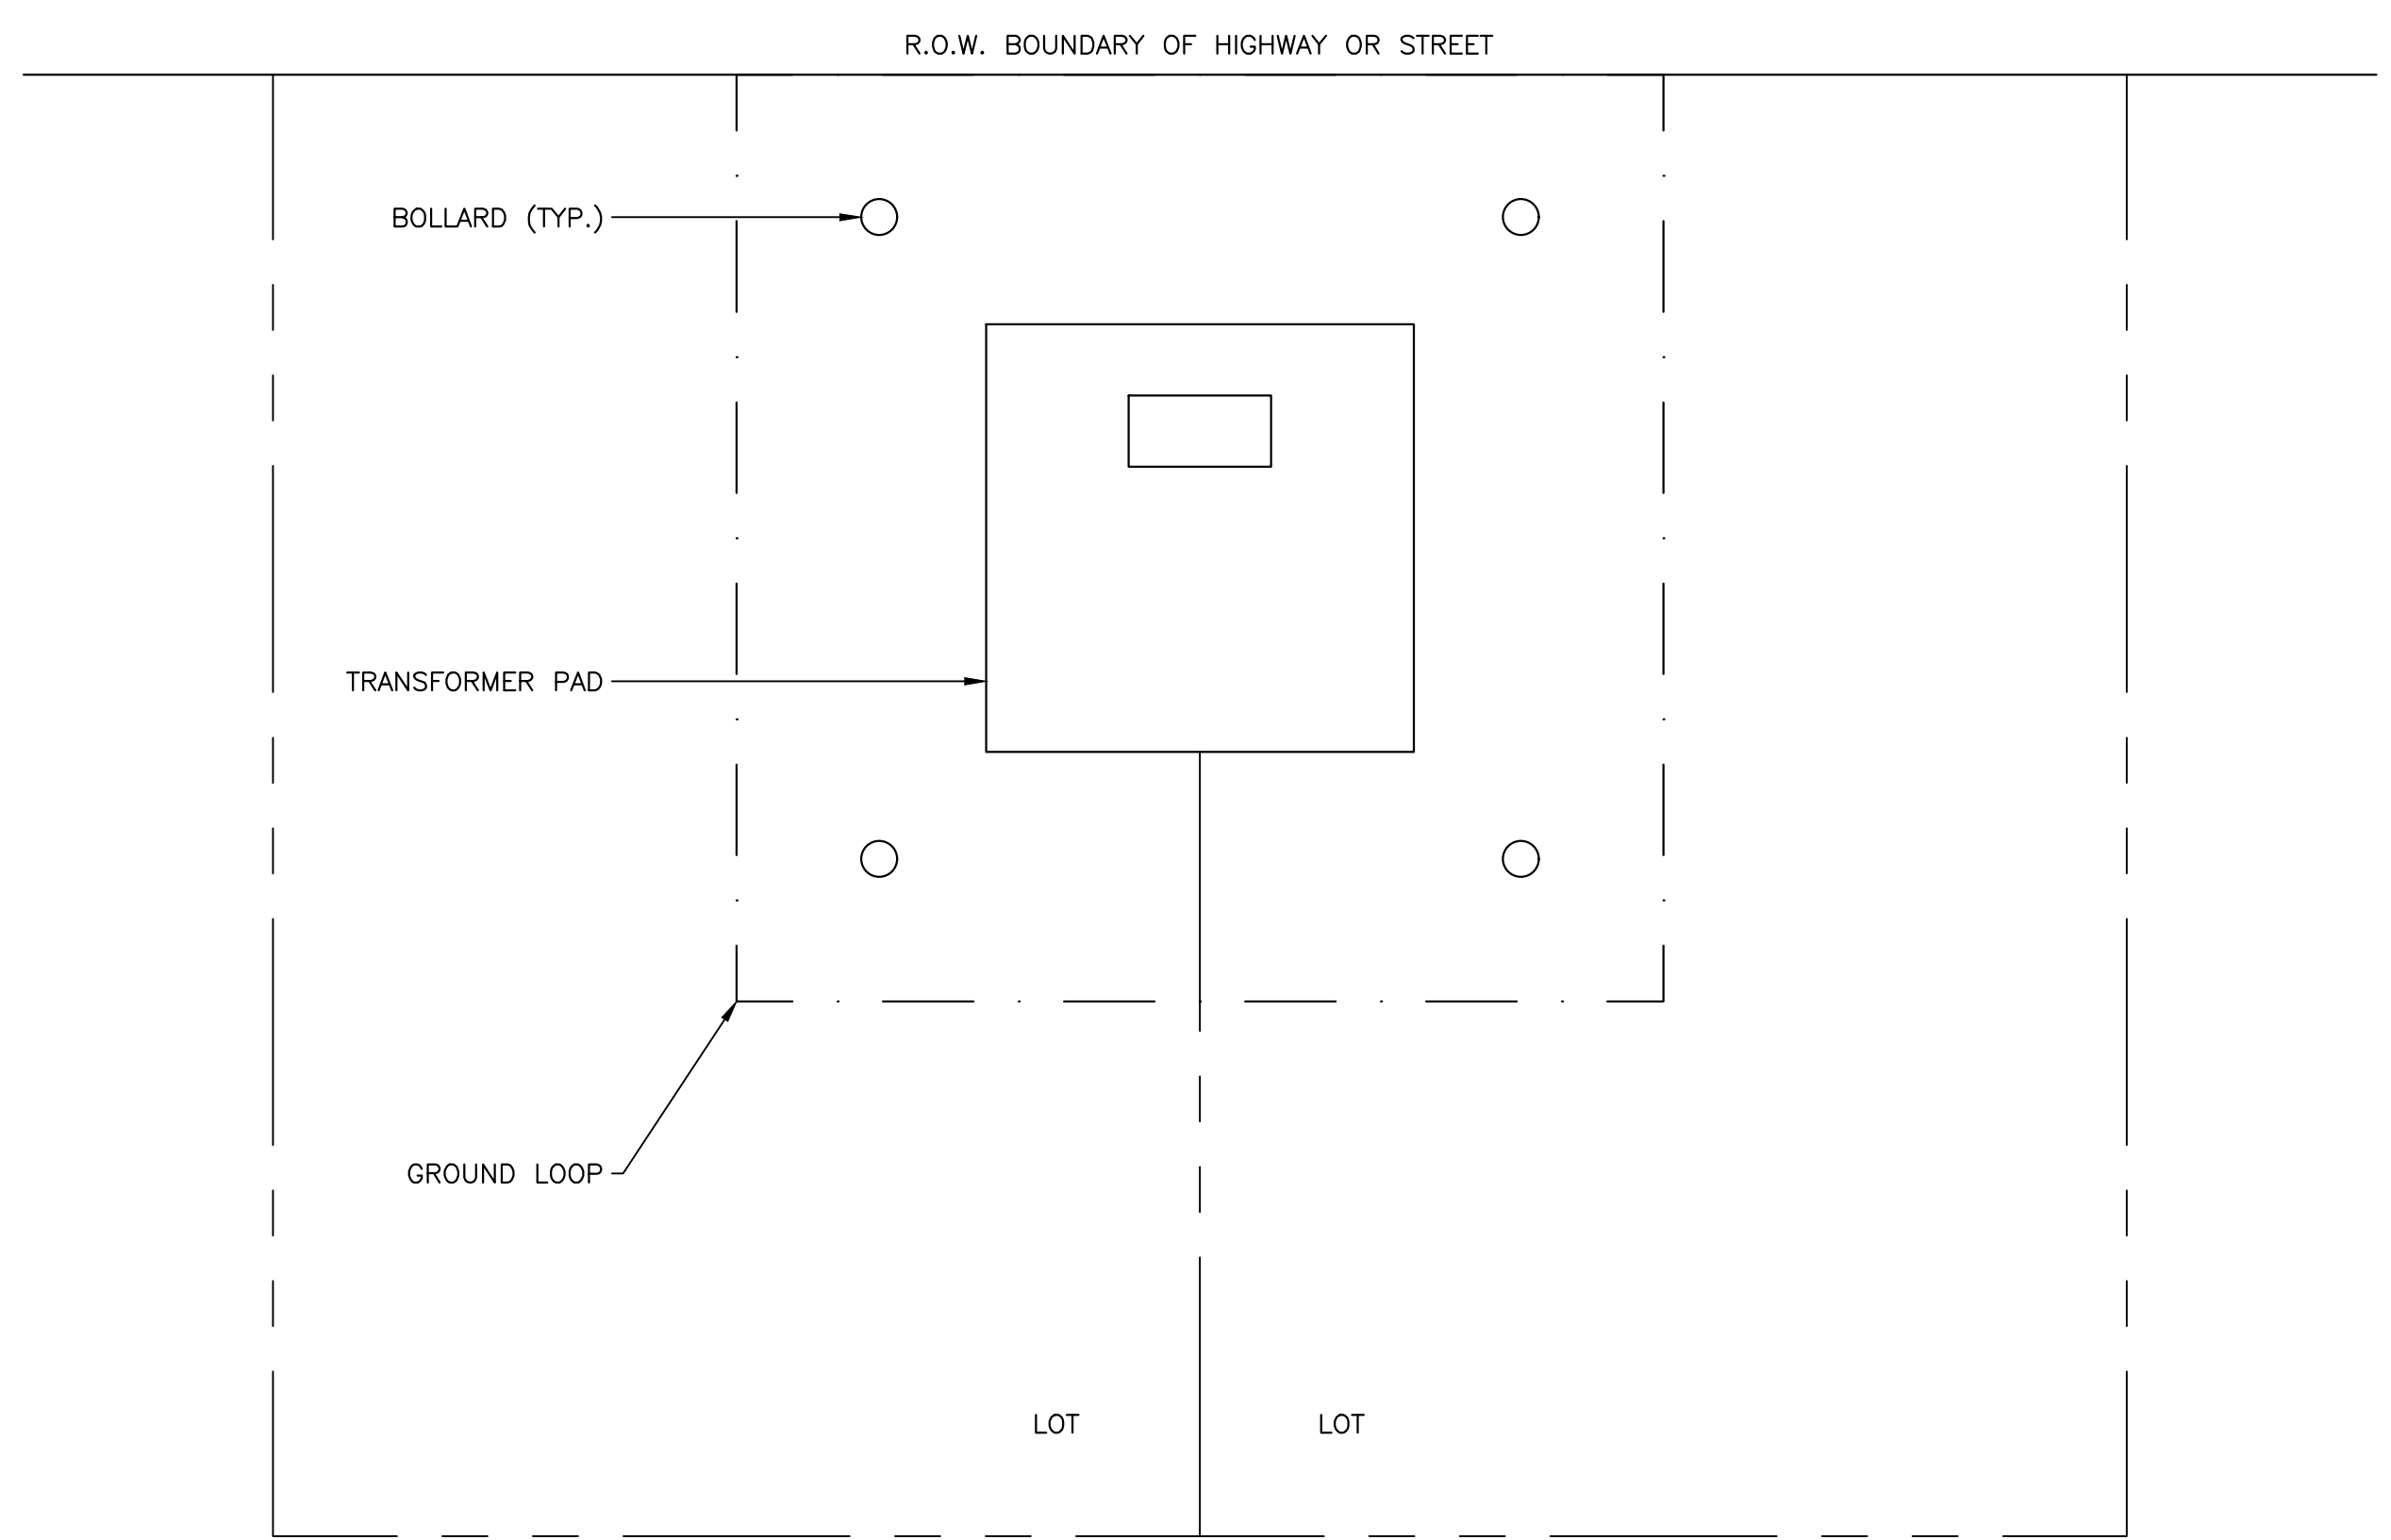 R.O.W. BOUNDARY OF HIGHWAY OR STREET
BOLLARD (TYP.)
TRANSFORMER PAD
GROUND LOOP
LOT LOT